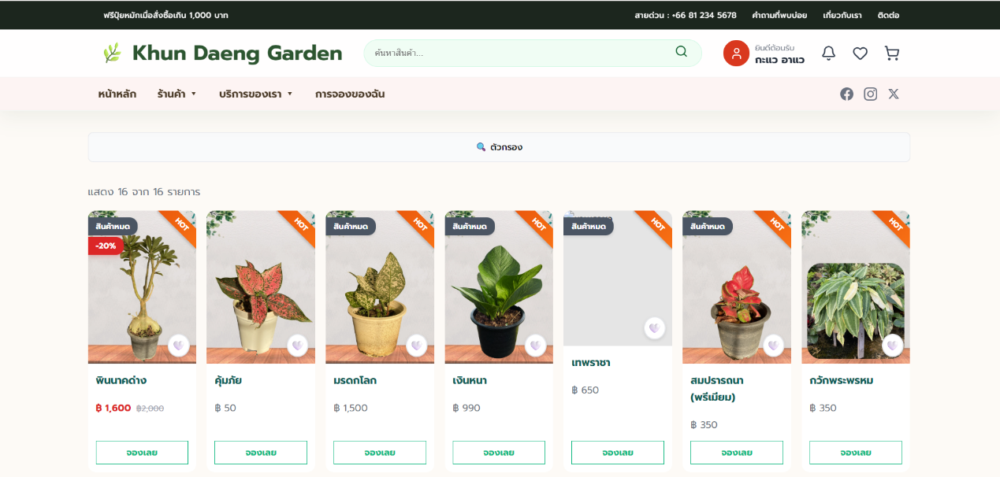 ฟรีปุ๋ยหมักเมื่อสั่งซื้อเกิน 1,000 บาท
สายด่วน : +66 81 234 5678 คำถามที่พบบ่อย เกี่ยวกับเรา ติดต่อ
Khun Daeng Garden
ค้นหาสินค้า...
ยินดีต้อนรับ
กะแว อาแว
หน้าหลัก ร้านค้า บริการของเรา การจองของฉัน
ตัวกรอง
แสดง 16 จาก 16 รายการ
สินค้าหมด HOT
-20%
HOT
สินค้าหมด HOT
สินค้าหมด HOT
สินค้าหมด HOT
สินค้าหมด HOT
HOT
พินนาคด่าง
฿ 1,600 ฿2,000
จองเลย
คุ้มภัย
฿ 50
จองเลย
มรดกโลก
฿ 1,500
จองเลย
เงินหนา
฿ 990
จองเลย
เทพราชา
฿ 650
จองเลย
สมปรารถนา
(พรีเมียม)
฿ 350
จองเลย
กวักพระพรหม
฿ 350
จองเลย